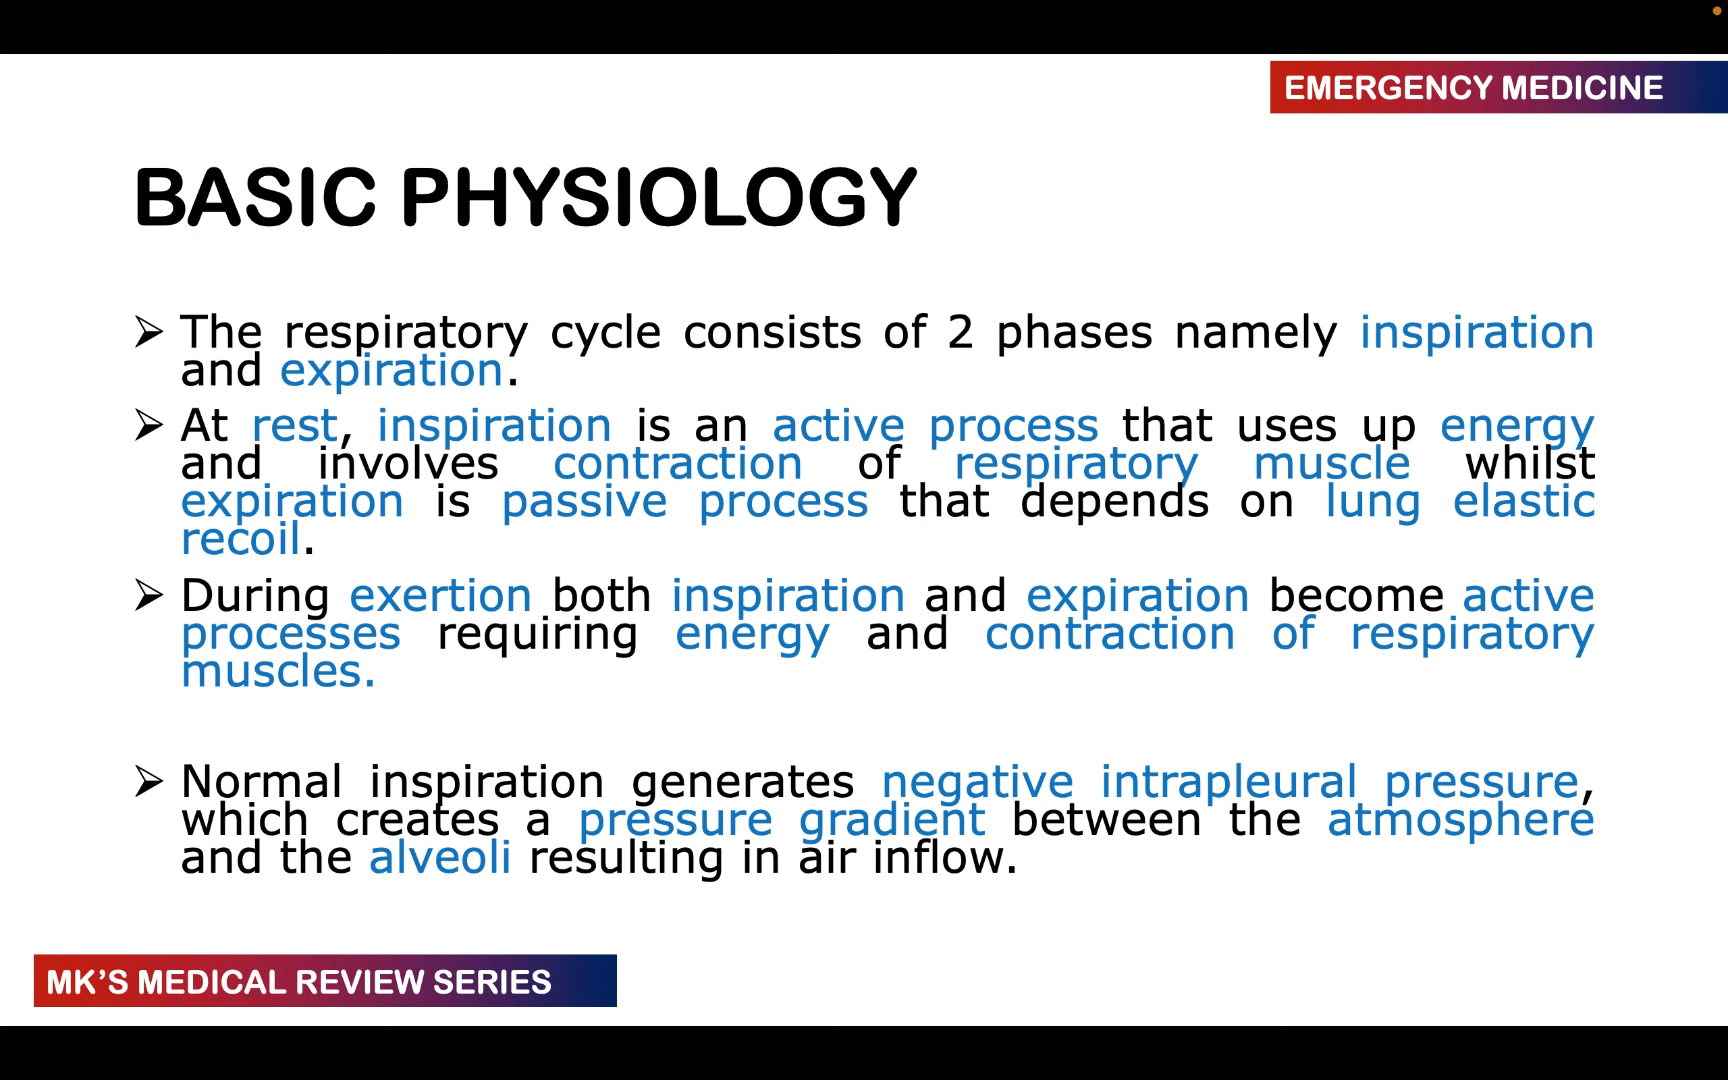 EMERGENCY MEDICINE
BASIC PHYSIOLOGY
➢ The respiratory cycle consists of 2 phases namely inspiration
and expiration.
➢ At rest, inspiration is an active process that uses up energy
and involves contraction of respiratory muscle whilst
expiration is passive process that depends on lung elastic
recoil.
➢ During exertion both inspiration and expiration become active
processes requiring energy and contraction of respiratory
muscles.
➢ Normal inspiration generates negative intrapleural pressure,
which creates a pressure gradient between the atmosphere
and the alveoli resulting in air inflow.
MK’S MEDICAL REVIEW SERIES